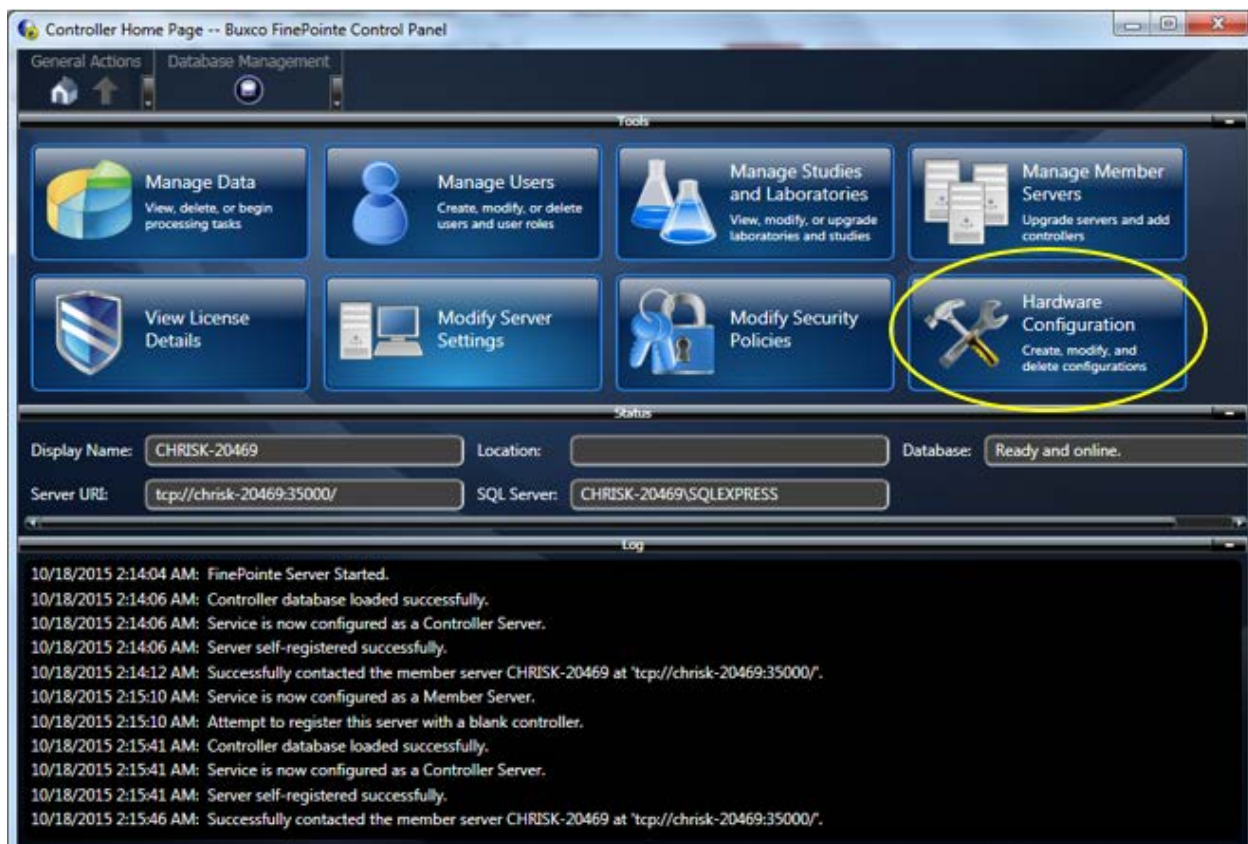 Controller Home Page -- Buxco FinePointe Control Panel
General Actions
Database Management
Tools
Manage Data
View, delete, or begin
processing tasks
Manage Users
Create, modify, or delete
users and user roles
Manage Studies
and Laboratories
View, modify, or upgrade
laboratories and studies
Manage Member
Servers
Upgrade servers and add
controllers
View License
Details
Modify Server
Settings
Modify Security
Policies
Hardware
Configuration
Create, modify, and
delete configurations
Status
Display Name: CHRISK-20469 Location: Database: Ready and online.
Server URI: tcp://chrisk-20469:35000/ SQL Server: CHRISK-20469\SQLEXPRESS
Log
10/18/2015 2:14:04 AM: FinePointe Server Started.
10/18/2015 2:14:06 AM: Controller database loaded successfully.
10/18/2015 2:14:06 AM: Service is now configured as a Controller Server.
10/18/2015 2:14:06 AM: Server self-registered successfully.
10/18/2015 2:14:12 AM: Successfully contacted the member server CHRISK-20469 at 'tcp://chrisk-20469:35000/'.
10/18/2015 2:15:10 AM: Service is now configured as a Member Server.
10/18/2015 2:15:10 AM: Attempt to register this server with a blank controller.
10/18/2015 2:15:41 AM: Controller database loaded successfully.
10/18/2015 2:15:41 AM: Service is now configured as a Controller Server.
10/18/2015 2:15:41 AM: Server self-registered successfully.
10/18/2015 2:15:46 AM: Successfully contacted the member server CHRISK-20469 at 'tcp://chrisk-20469:35000/'.